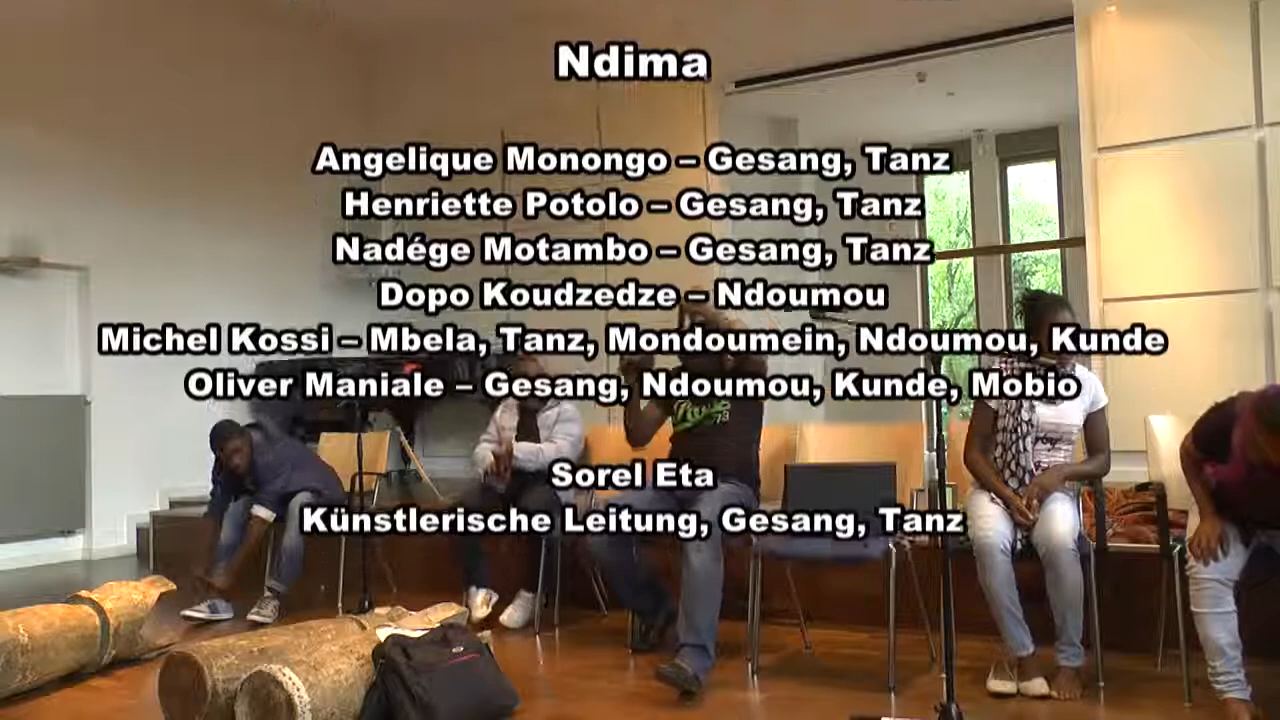 Ndima
Angelique Monongo – Gesang, Tanz
Henriette Potolo – Gesang, Tanz
Nadége Motambo – Gesang, Tanz
Dopo Koudzedze – Ndoumou
Michel Kossi – Mbela, Tanz, Mondoumein, Ndoumou, Kunde
Oliver Maniale – Gesang, Ndoumou, Kunde, Mobio
Sorel Eta
Künstlerische Leitung, Gesang, Tanz